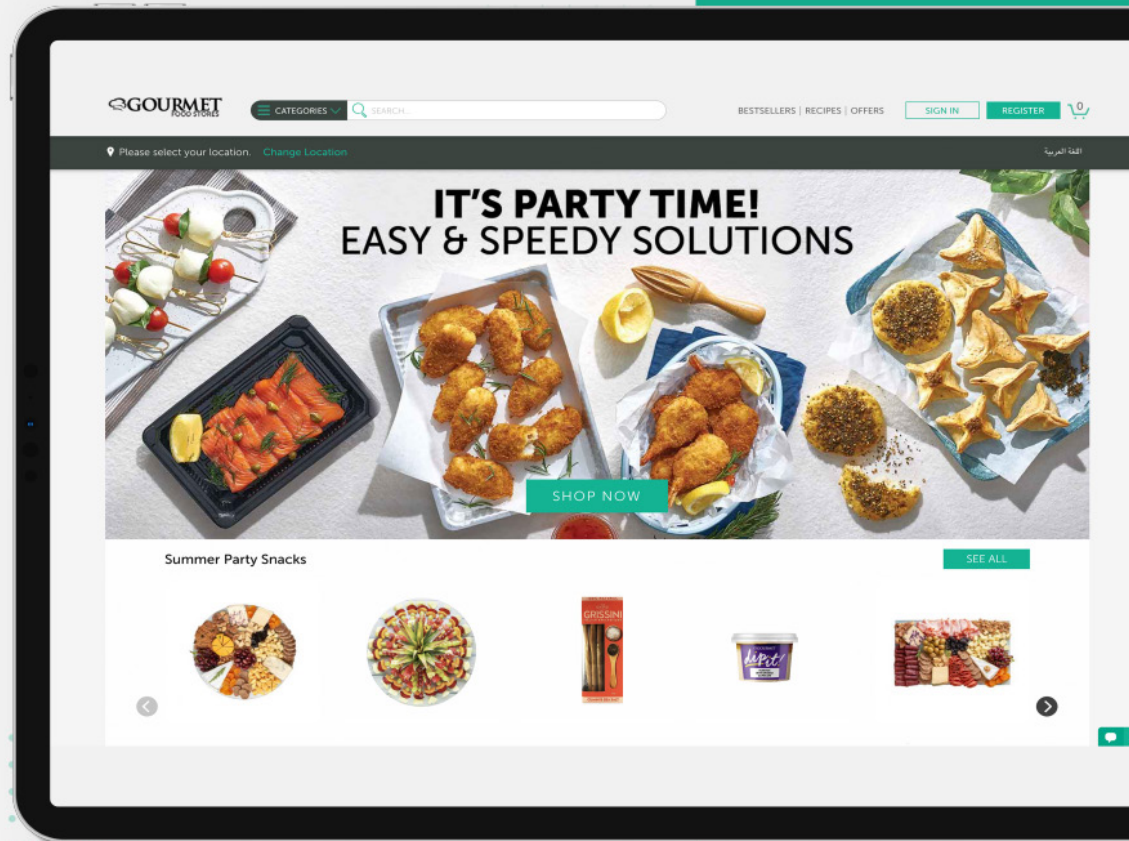 GOURMET
FOOD STORES
CATEGORIES
SEARCH...
BESTSELLERS | RECIPES | OFFERS
SIGN IN
REGISTER
0
Please select your location. Change Location
اللغة العربية
IT'S PARTY TIME!
EASY & SPEEDY SOLUTIONS
SHOP NOW
Summer Party Snacks
SEE ALL
GRISSINI
dip it!